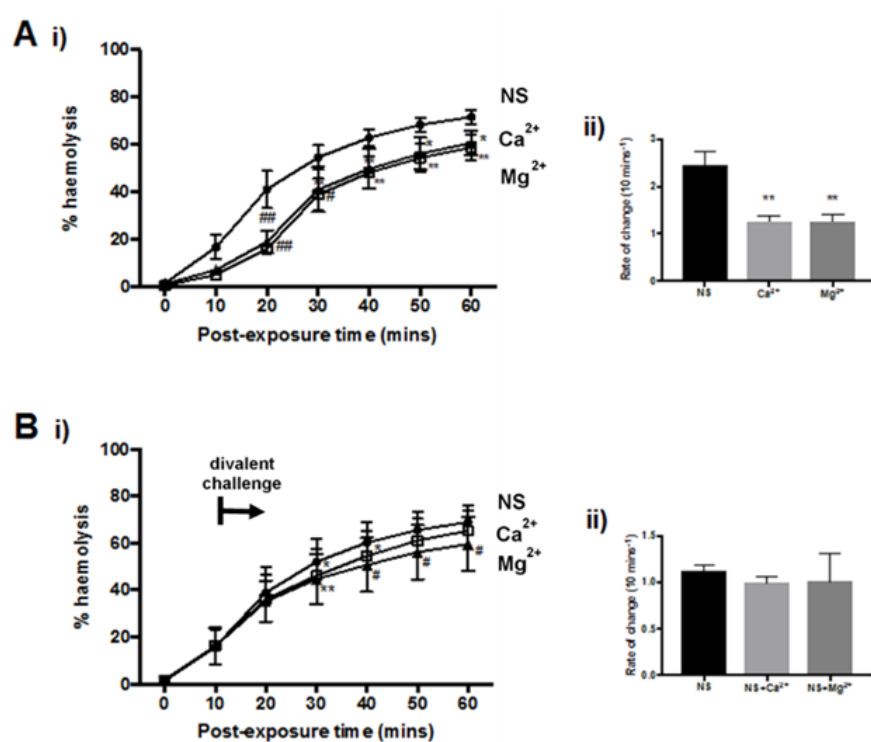 A i)
% haemolysis
100
80
60
40
20
0
0 10 20 30 40 50 60
Post-exposure time (mins)
NS
Ca²⁺
Mg²⁺
##
##
*
#
**
**
*
**
*
**
ii)
Rate of change (10 mins⁻¹)
3
2
1
0
** **
NS Ca²⁺ Mg²⁺
B i)
% haemolysis
100
80
60
40
20
0
0 10 20 30 40 50 60
Post-exposure time (mins)
divalent
challenge
NS
Ca²⁺
Mg²⁺
*
**
*
#
#
#
ii)
Rate of change (10 mins⁻¹)
1.5
1.0
0.5
0.0
NS NS+Ca²⁺ NS+Mg²⁺